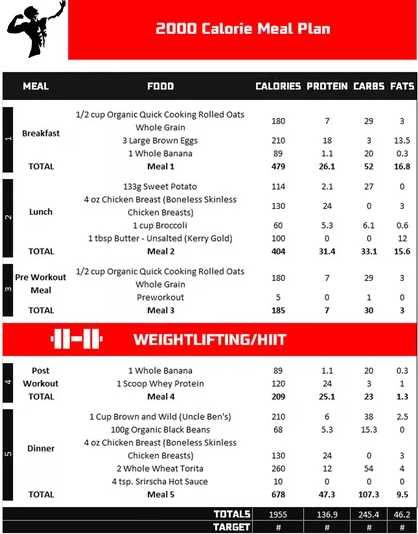 2000 Calorie Meal Plan
MEAL FOOD CALORIES PROTEIN CARBS FATS
1
Breakfast
1/2 cup Organic Quick Cooking Rolled Oats
Whole Grain 180 7 29 3
3 Large Brown Eggs 210 18 3 13.5
1 Whole Banana 89 1.1 20 0.3
TOTAL Meal 1 479 26.1 52 16.8
2
Lunch
133g Sweet Potato 114 2.1 27 0
4 oz Chicken Breast (Boneless Skinless
Chicken Breasts) 130 24 0 3
1 cup Broccoli 60 5.3 6.1 0.6
1 tbsp Butter - Unsalted (Kerry Gold) 100 0 0 12
TOTAL Meal 2 404 31.4 33.1 15.6
3
Pre Workout
Meal
1/2 cup Organic Quick Cooking Rolled Oats
Whole Grain 180 7 29 3
Preworkout 5 0 1 0
TOTAL Meal 3 185 7 30 3
WEIGHTLIFTING/HIIT
4
Post
Workout
1 Whole Banana 89 1.1 20 0.3
1 Scoop Whey Protein 120 24 3 1
TOTAL Meal 4 209 25.1 23 1.3
5
Dinner
1 Cup Brown and Wild (Uncle Ben's) 210 6 38 2.5
100g Organic Black Beans 68 5.3 15.3 0
4 oz Chicken Breast (Boneless Skinless
Chicken Breasts) 130 24 0 3
2 Whole Wheat Torita 260 12 54 4
4 tsp. Srirscha Hot Sauce 10 0 0 0
TOTAL Meal 5 678 47.3 107.3 9.5
TOTALS 1955 136.9 245.4 46.2
TARGET # # # #